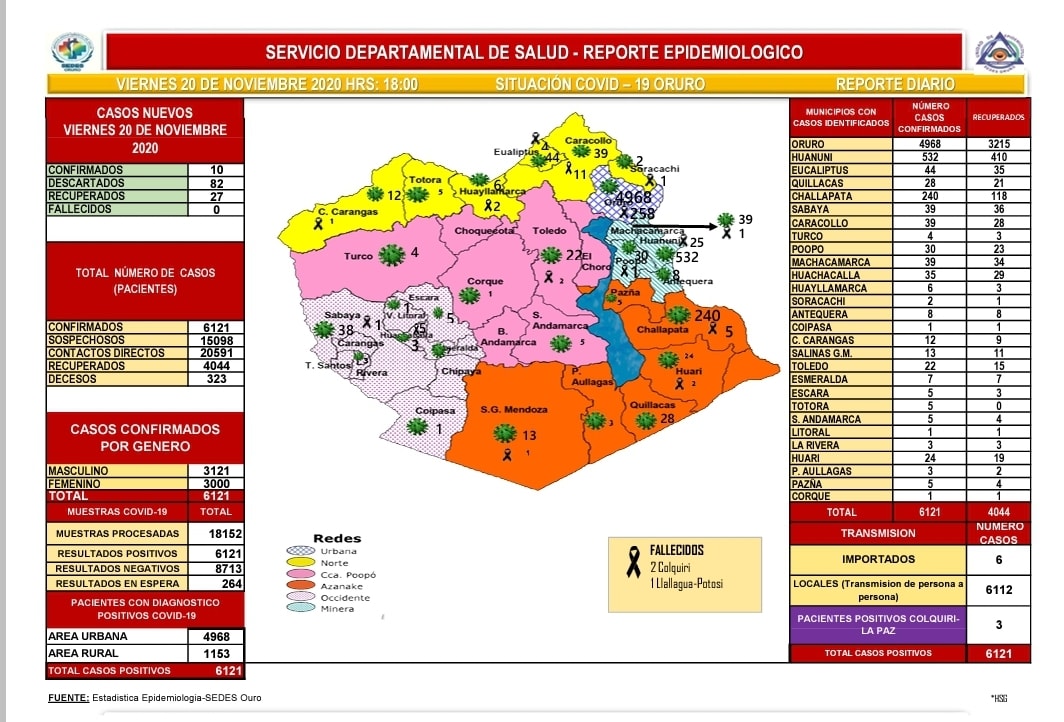 SERVICIO DEPARTAMENTAL DE SALUD - REPORTE EPIDEMIOLOGICO
VIERNES 20 DE NOVIEMBRE 2020 HRS: 18:00 SITUACIÓN COVID – 19 ORURO REPORTE DIARIO
CASOS NUEVOS
VIERNES 20 DE NOVIEMBRE
2020
CONFIRMADOS 10
DESCARTADOS 82
RECUPERADOS 27
FALLECIDOS 0
TOTAL NÚMERO DE CASOS
(PACIENTES)
CONFIRMADOS 6121
SOSPECHOSOS 15098
CONTACTOS DIRECTOS 20591
RECUPERADOS 4044
DECESOS 323
CASOS CONFIRMADOS
POR GENERO
MASCULINO 3121
FEMENINO 3000
TOTAL 6121
MUESTRAS COVID-19 TOTAL
MUESTRAS PROCESADAS 18152
RESULTADOS POSITIVOS 6121
RESULTADOS NEGATIVOS 8713
RESULTADOS EN ESPERA 264
PACIENTES CON DIAGNOSTICO
POSITIVOS COVID-19
AREA URBANA 4968
AREA RURAL 1153
TOTAL CASOS POSITIVOS 6121
Eualiptus 4
44
Caracollo
39
11
2
Soracachi
1
Totora
5
12
6
Huayllamarca
2
C. Carangas
1
4968
258
39
1
Choquecota
Toledo
22
2
El
Choro
Machacamarca
Huanuni 25
532
Poopo 30
1
8
Antequera
Turco 4
Corque
1
Pazña
5
240
Challapata 5
Escara
Sabaya
38
1
V. Litoral
5
5
3
Carangas
S.
Andamarca
5
B.
Andamarca
T. Santos
3
Rivera
Chipaya
24
Huari
2
P.
Aullagas
3
Coipasa
1
S.G. Mendoza
13
1
Quillacas
28
Redes
Urbana
Norte
Cca. Poopó
Azanake
Occidente
Minera
FALLECIDOS
2 Colquiri
1 Llallagua-Potosi
MUNICIPIOS CON
CASOS IDENTIFICADOS
NÚMERO
CASOS
CONFIRMADOS
RECUPERADOS
ORURO 4968 3215
HUANUNI 532 410
EUCALIPTUS 44 35
QUILLACAS 28 21
CHALLAPATA 240 118
SABAYA 39 36
CARACOLLO 39 28
TURCO 4 3
POOPO 30 23
MACHACAMARCA 39 34
HUACHACALLA 35 29
HUAYLLAMARCA 6 3
SORACACHI 2 1
ANTEQUERA 8 8
COIPASA 1 1
C. CARANGAS 12 9
SALINAS G.M. 13 11
TOLEDO 22 15
ESMERALDA 7 7
ESCARA 5 3
TOTORA 5 0
S. ANDAMARCA 5 4
LITORAL 1 1
LA RIVERA 3 3
HUARI 24 19
P. AULLAGAS 3 2
PAZÑA 5 4
CORQUE 1 1
TOTAL 6121 4044
TRANSMISION NUMERO
CASOS
IMPORTADOS 6
LOCALES (Transmision de persona a
persona) 6112
PACIENTES POSITIVOS COLQUIRI-
LA PAZ 3
TOTAL CASOS POSITIVOS 6121
FUENTE: Estadistica Epidemiologia-SEDES Ouro
*HSG